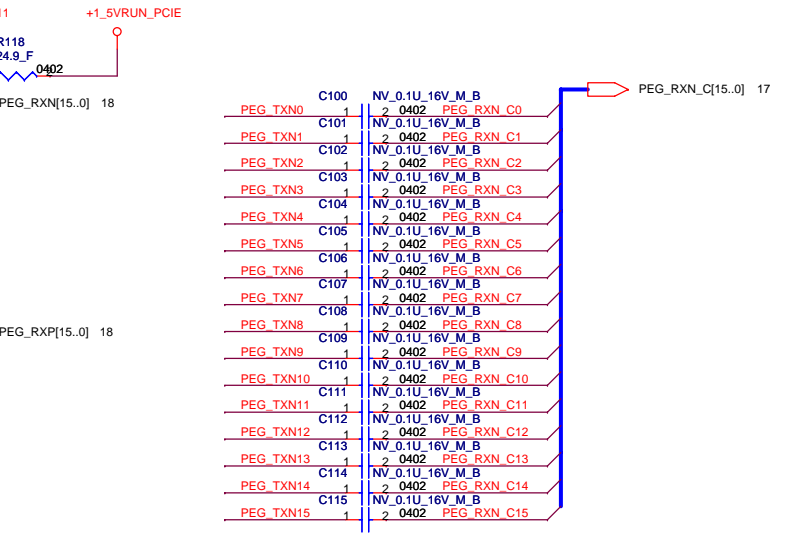 11
+1_5VRUN_PCIE
R118
24.9_F
0402
2
PEG_RXN[15..0] 18
PEG_RXN_C[15..0] 17
C100 NV_0.1U_16V_M_B
PEG_TXN0 1 2 0402 PEG_RXN_C0
C101 NV_0.1U_16V_M_B
PEG_TXN1 1 2 0402 PEG_RXN_C1
C102 NV_0.1U_16V_M_B
PEG_TXN2 1 2 0402 PEG_RXN_C2
C103 NV_0.1U_16V_M_B
PEG_TXN3 1 2 0402 PEG_RXN_C3
C104 NV_0.1U_16V_M_B
PEG_TXN4 1 2 0402 PEG_RXN_C4
C105 NV_0.1U_16V_M_B
PEG_TXN5 1 2 0402 PEG_RXN_C5
C106 NV_0.1U_16V_M_B
PEG_TXN6 1 2 0402 PEG_RXN_C6
C107 NV_0.1U_16V_M_B
PEG_TXN7 1 2 0402 PEG_RXN_C7
C108 NV_0.1U_16V_M_B
PEG_RXP[15..0] 18
PEG_TXN8 1 2 0402 PEG_RXN_C8
C109 NV_0.1U_16V_M_B
PEG_TXN9 1 2 0402 PEG_RXN_C9
C110 NV_0.1U_16V_M_B
PEG_TXN10 1 2 0402 PEG_RXN_C10
C111 NV_0.1U_16V_M_B
PEG_TXN11 1 2 0402 PEG_RXN_C11
C112 NV_0.1U_16V_M_B
PEG_TXN12 1 2 0402 PEG_RXN_C12
C113 NV_0.1U_16V_M_B
PEG_TXN13 1 2 0402 PEG_RXN_C13
C114 NV_0.1U_16V_M_B
PEG_TXN14 1 2 0402 PEG_RXN_C14
C115 NV_0.1U_16V_M_B
PEG_TXN15 1 2 0402 PEG_RXN_C15